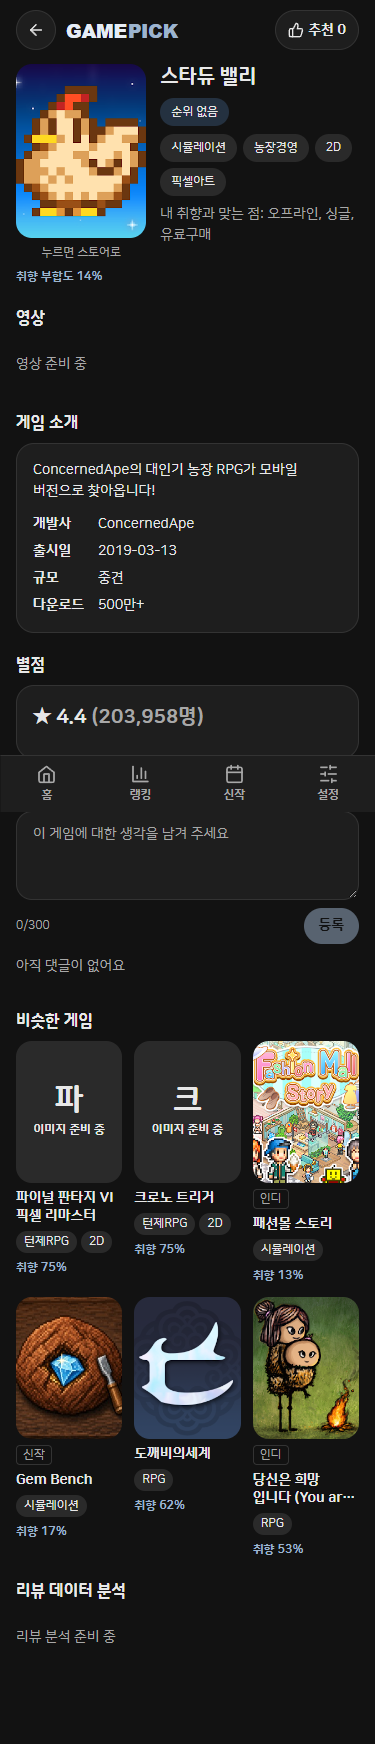 GAMEPICK
추천 0
스타듀 밸리
순위 없음
시뮬레이션 농장경영 2D
픽셀아트
내 취향과 맞는 점: 오프라인, 싱글,
유료구매
누르면 스토어로
취향 부합도 14%
영상
영상 준비 중
게임 소개
ConcernedApe의 대인기 농장 RPG가 모바일
버전으로 찾아옵니다!
개발사 ConcernedApe
출시일 2019-03-13
규모 중견
다운로드 500만+
별점
★ 4.4 (203,958명)
홈 랭킹 신작 설정
이 게임에 대한 생각을 남겨 주세요
0/300
등록
아직 댓글이 없어요
비슷한 게임
파
이미지 준비 중
파이널 판타지 VI
픽셀 리마스터
턴제RPG 2D
취향 75%
크
이미지 준비 중
크로노 트리거
턴제RPG 2D
취향 75%
Fashion Mall
Story
인디
패션몰 스토리
시뮬레이션
취향 13%
신작
Gem Bench
시뮬레이션
취향 17%
도깨비의세계
RPG
취향 62%
인디
당신은 희망
입니다 (You ar…
RPG
취향 53%
리뷰 데이터 분석
리뷰 분석 준비 중